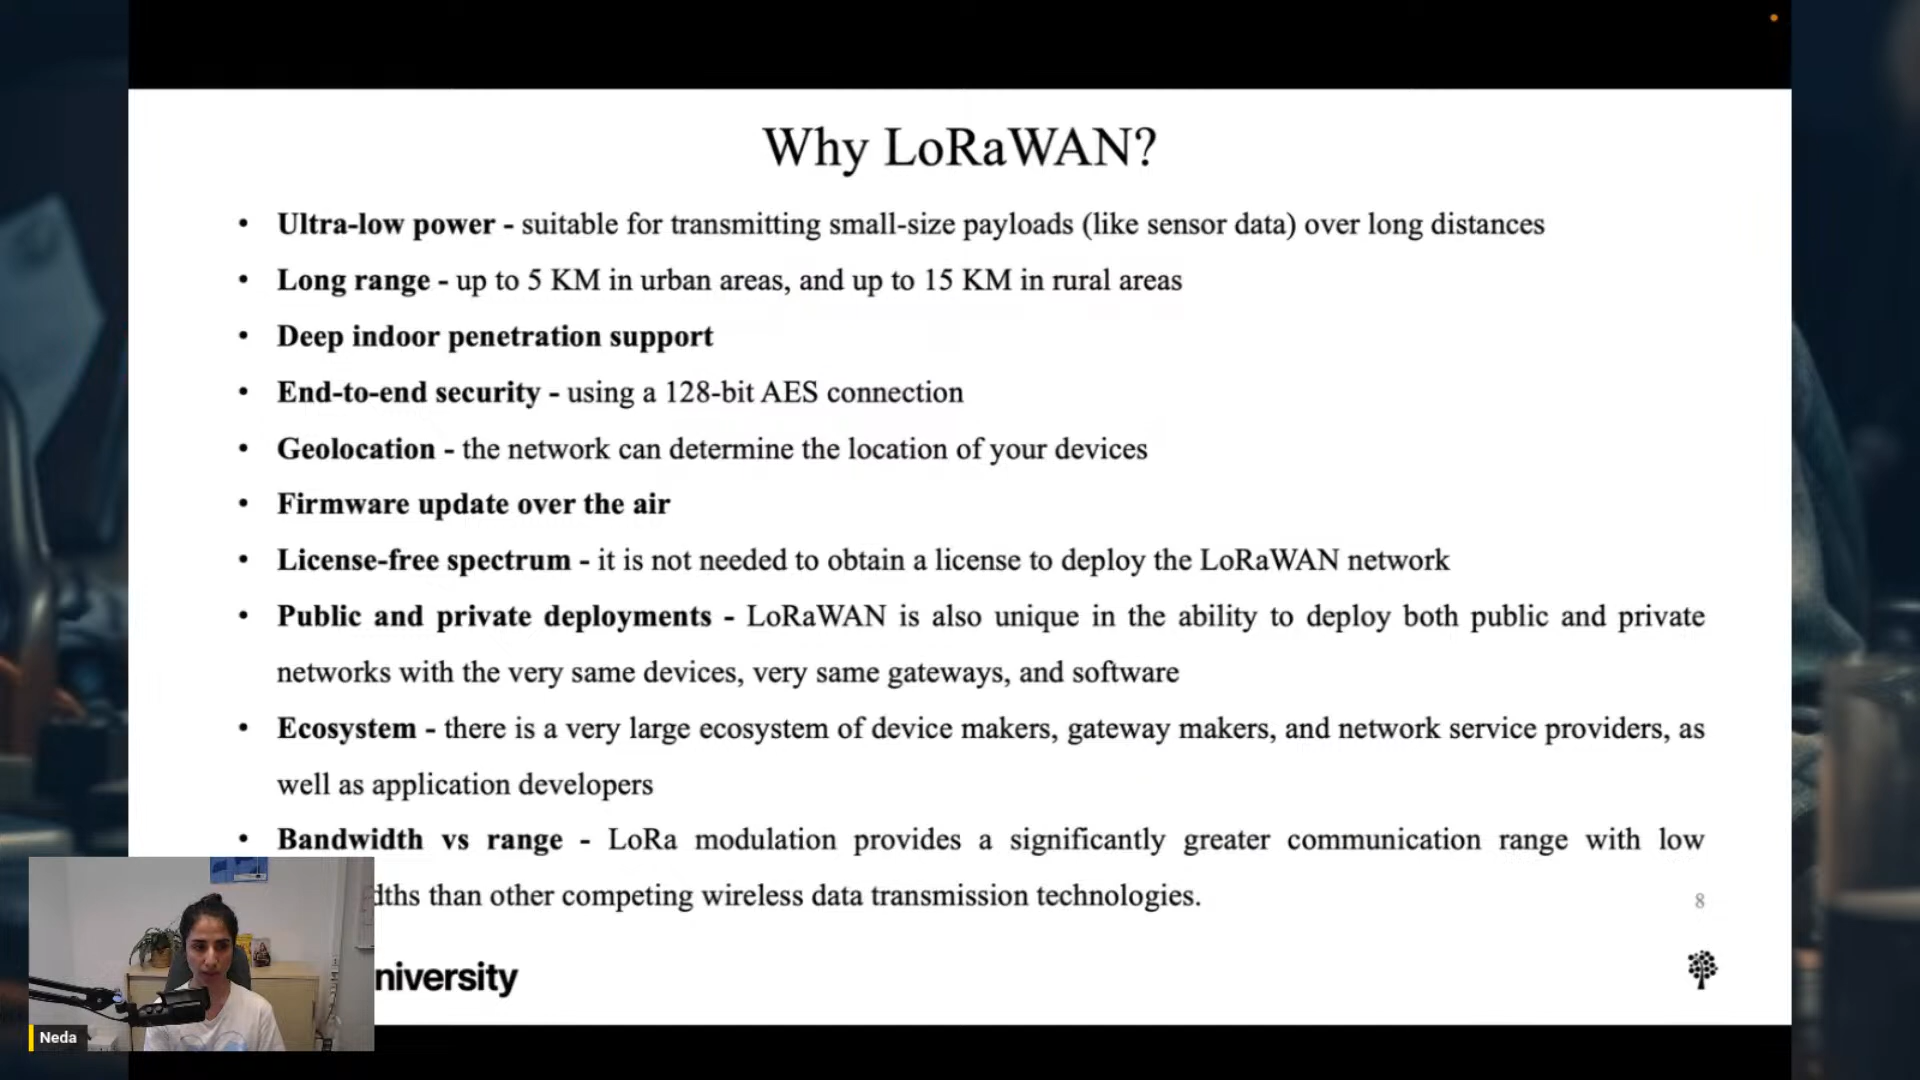 Why LoRaWAN?
• Ultra-low power - suitable for transmitting small-size payloads (like sensor data) over long distances
• Long range - up to 5 KM in urban areas, and up to 15 KM in rural areas
• Deep indoor penetration support
• End-to-end security - using a 128-bit AES connection
• Geolocation - the network can determine the location of your devices
• Firmware update over the air
• License-free spectrum - it is not needed to obtain a license to deploy the LoRaWAN network
• Public and private deployments - LoRaWAN is also unique in the ability to deploy both public and private
networks with the very same devices, very same gateways, and software
• Ecosystem - there is a very large ecosystem of device makers, gateway makers, and network service providers, as
well as application developers
• Bandwidth vs range - LoRa modulation provides a significantly greater communication range with low
dths than other competing wireless data transmission technologies.
8
niversity
Neda